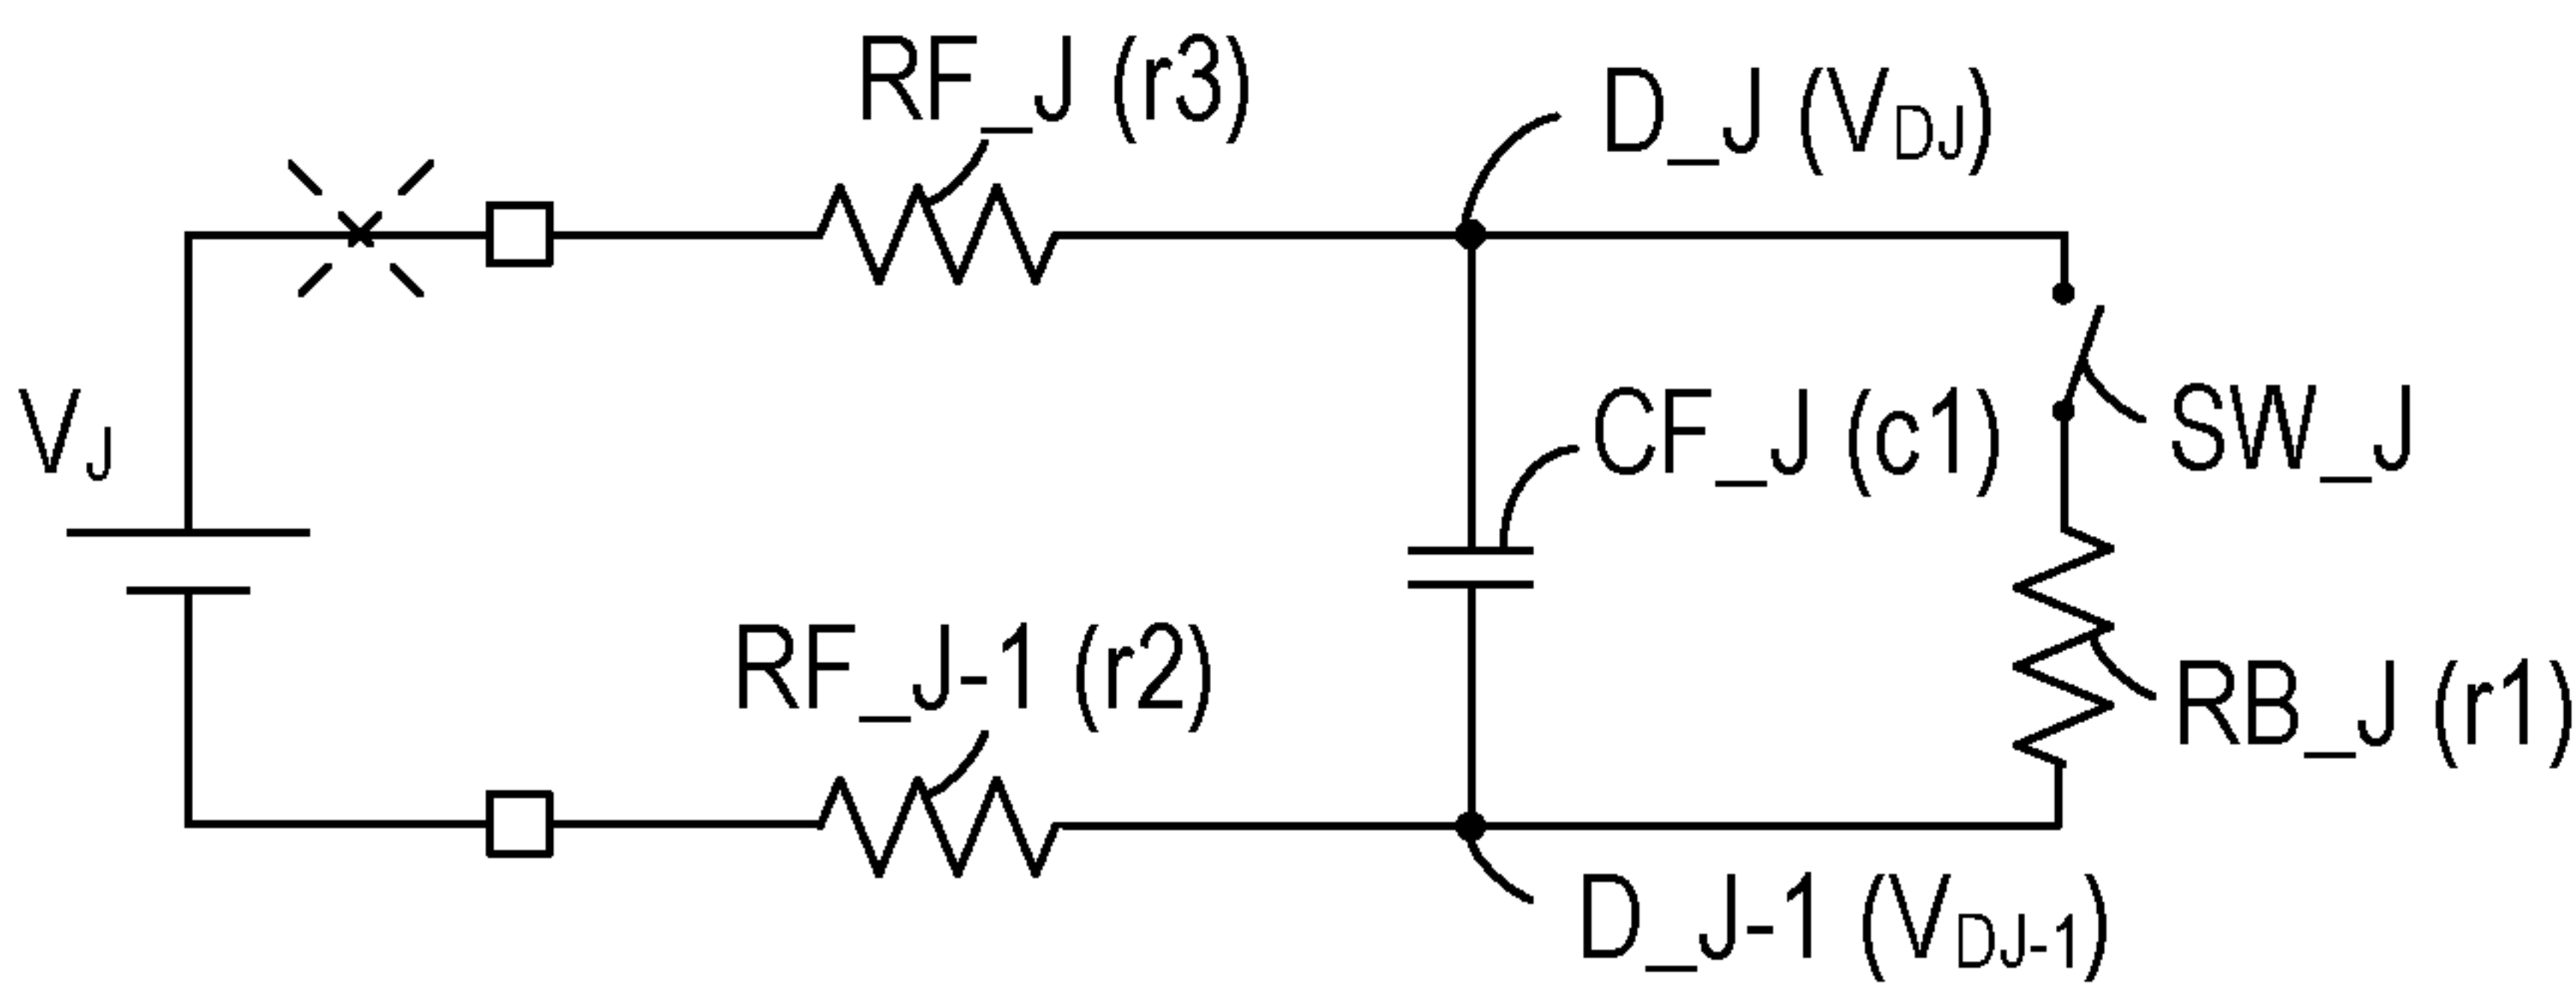 RF_J (r3)
D_J (VDJ)
VJ
CF_J (c1)
SW_J
RF_J-1 (r2)
RB_J (r1)
D_J-1 (VDJ-1)